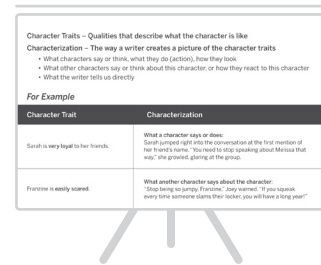 Character Traits – Qualities that describe what the character is like
Characterization – The way a writer creates a picture of the character traits
• What characters say or think, what they do (action), how they look
• What other characters say or think about this character, or how they react to this character
• What the writer tells us directly
For Example
Character Trait
Characterization
Sarah is very loyal to her friends.
What a character says or does:
Sarah jumped right into the conversation at the first mention of
her friend's name. "You need to stop speaking about Melissa that
way," she growled, glaring at the group.
Franzine is easily scared.
What another character says about the character:
"Stop being so jumpy, Franzine," Joey warned. "If you squeak
every time someone slams their locker, you will have a long year!"